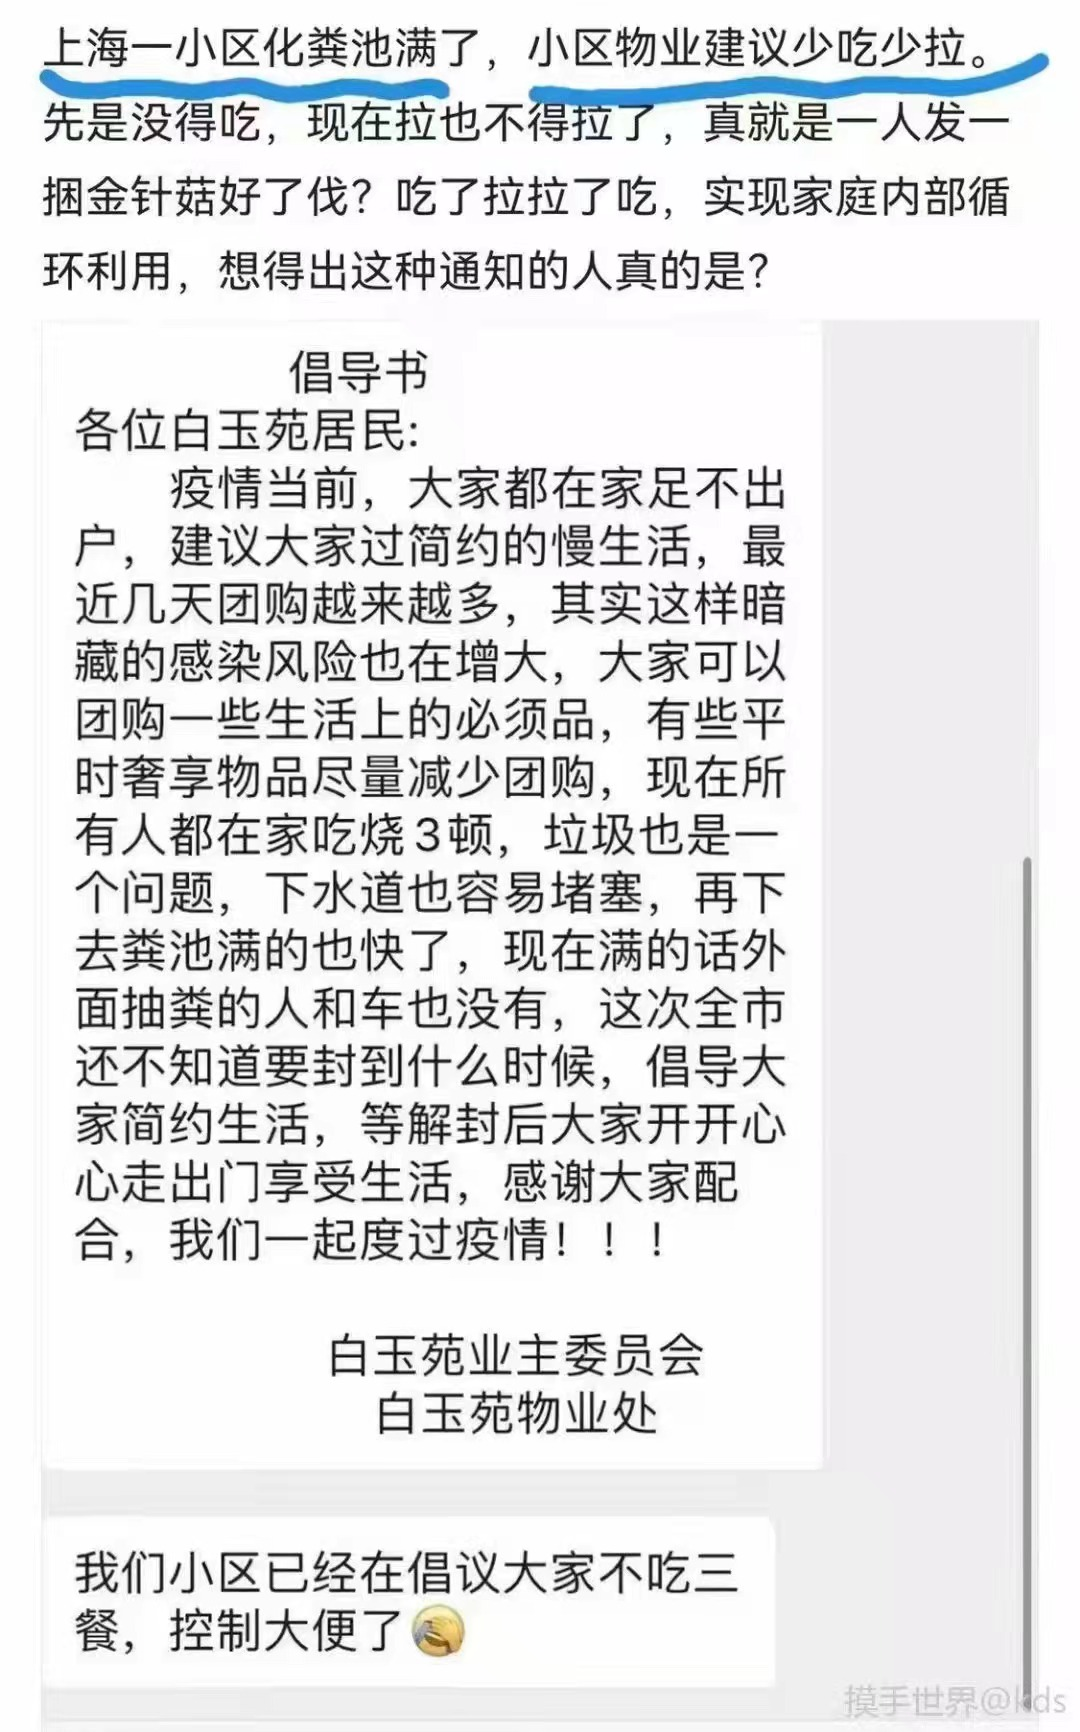 上海一小区化粪池满了，小区物业建议少吃少拉。
先是没得吃，现在拉也不得拉了，真就是一人发一
捆金针菇好了伐？吃了拉拉了吃，实现家庭内部循
环利用，想得出这种通知的人真的是？
倡导书
各位白玉苑居民:
疫情当前，大家都在家足不出
户，建议大家过简约的慢生活，最
近几天团购越来越多，其实这样暗
藏的感染风险也在增大，大家可以
团购一些生活上的必须品，有些平
时奢享物品尽量减少团购，现在所
有人都在家吃烧3顿，垃圾也是一
个问题，下水道也容易堵塞，再下
去粪池满的也快了，现在满的话外
面抽粪的人和车也没有，这次全市
还不知道要封到什么时候，倡导大
家简约生活，等解封后大家开开心
心走出门享受生活，感谢大家配
合，我们一起度过疫情！！！
白玉苑业主委员会
白玉苑物业处
我们小区已经在倡议大家不吃三
餐，控制大便了🤦
摸手世界@kds